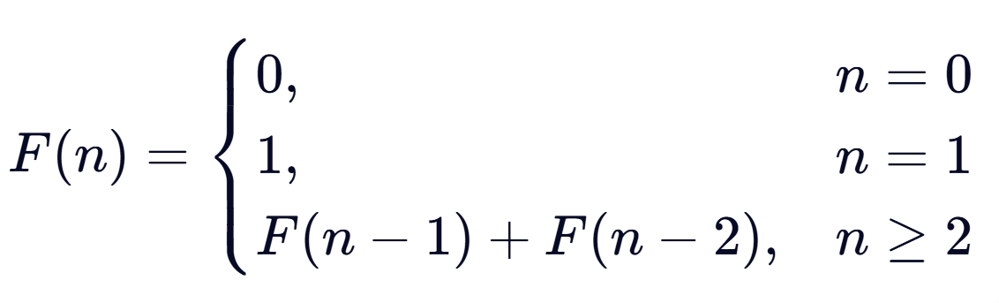 F(n) = { 0, n = 0
1, n = 1
F(n − 1) + F(n − 2), n ≥ 2